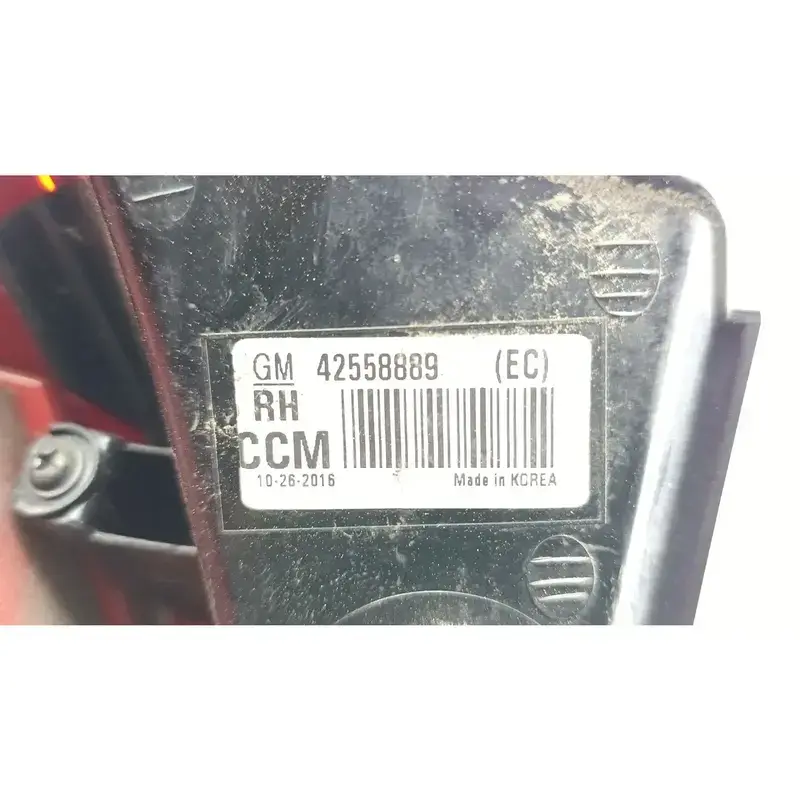 GM 42558889 (EC)
RH
CCM
10-26-2016 Made in KOREA